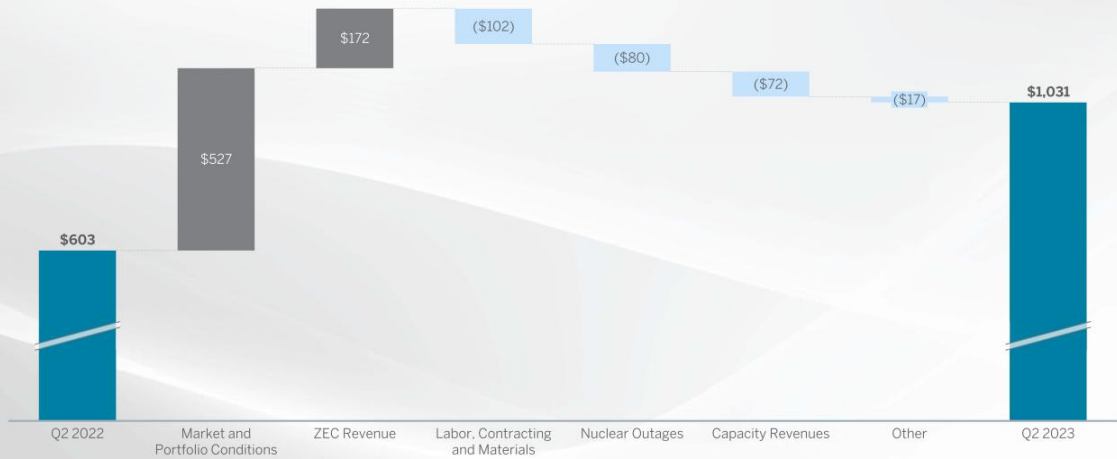 $172
($102)
($80)
($72)
($17)
$1,031
$527
$603
Q2 2022
Market and
Portfolio Conditions
ZEC Revenue
Labor, Contracting
and Materials
Nuclear Outages
Capacity Revenues
Other
Q2 2023